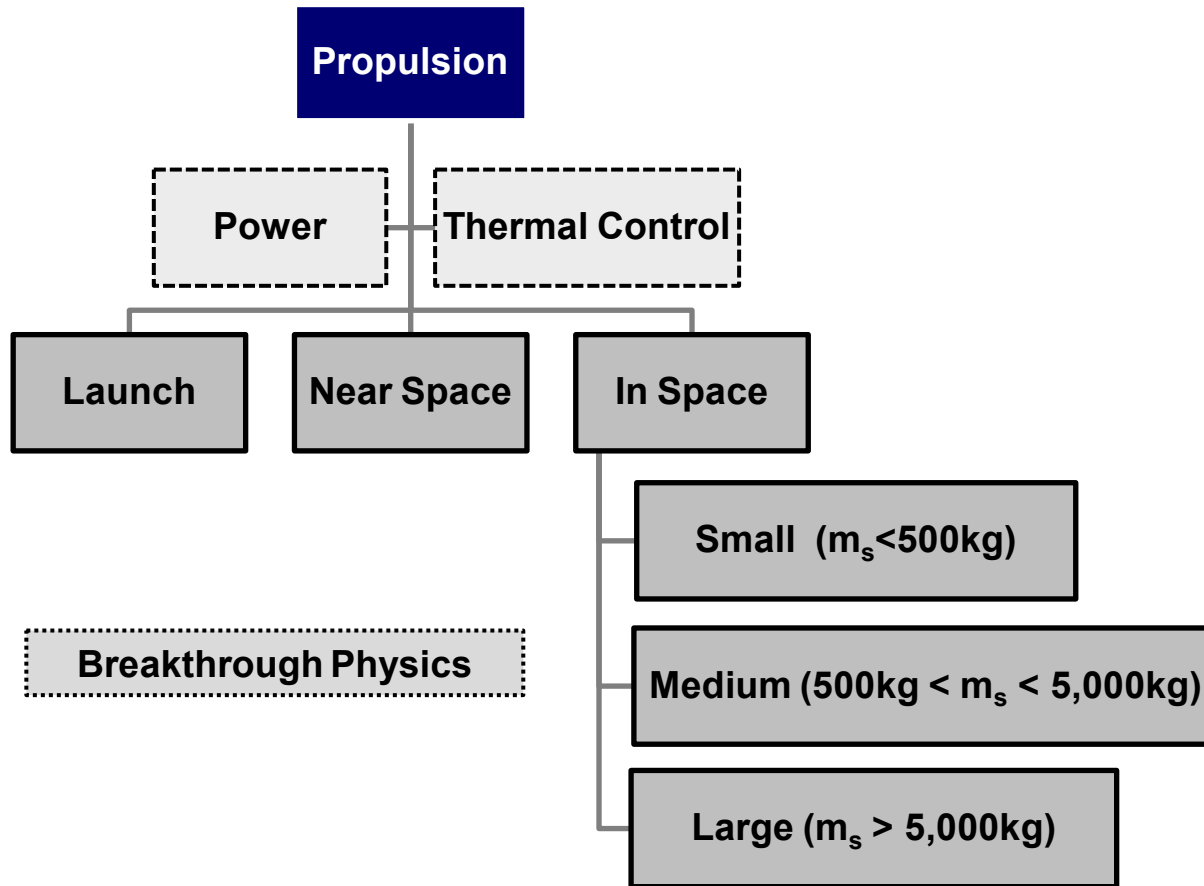 Propulsion
Power
Thermal Control
Launch
Near Space
In Space
Small (mₛ<500kg)
Breakthrough Physics
Medium (500kg < mₛ < 5,000kg)
Large (mₛ > 5,000kg)